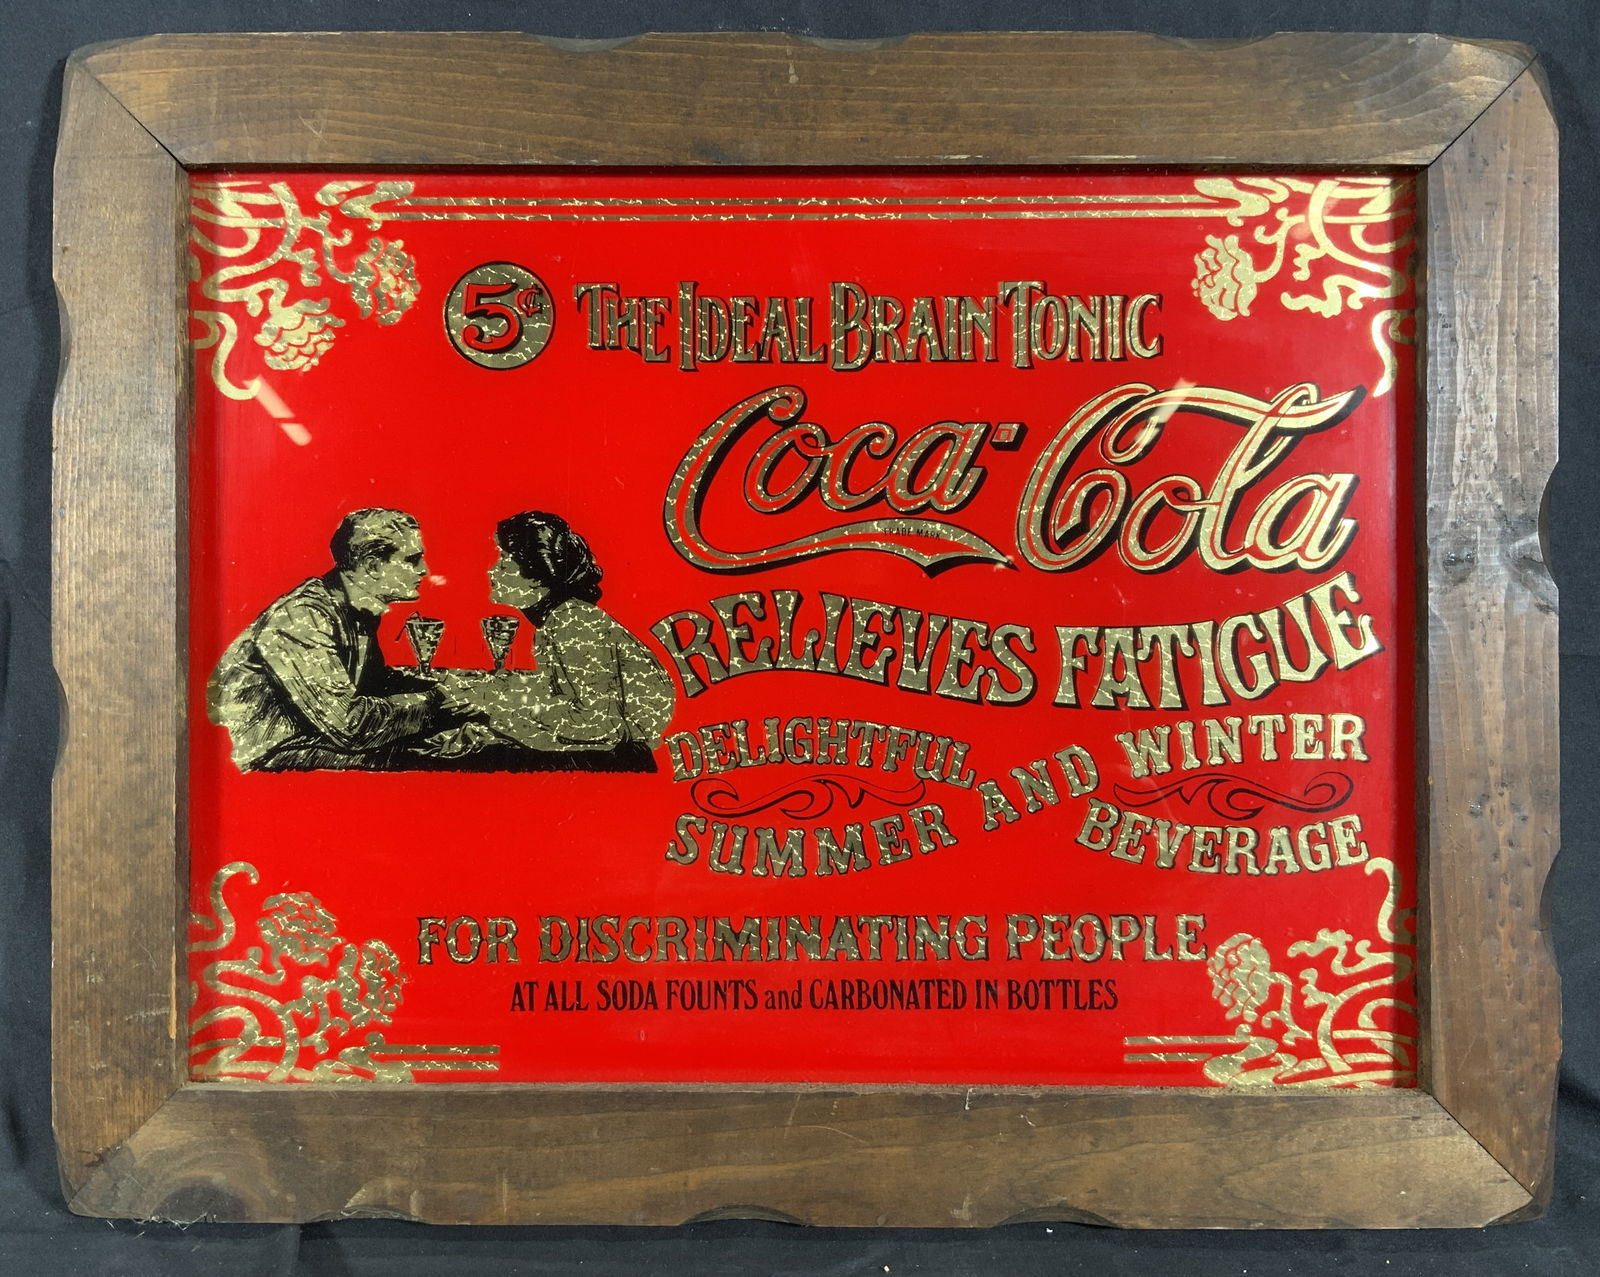 5¢ THE IDEAL BRAIN TONIC
Coca-Cola
TRADE MARK
RELIEVES FATIGUE
DELIGHTFUL
SUMMER AND WINTER
BEVERAGE
FOR DISCRIMINATING PEOPLE
AT ALL SODA FOUNTS and CARBONATED IN BOTTLES